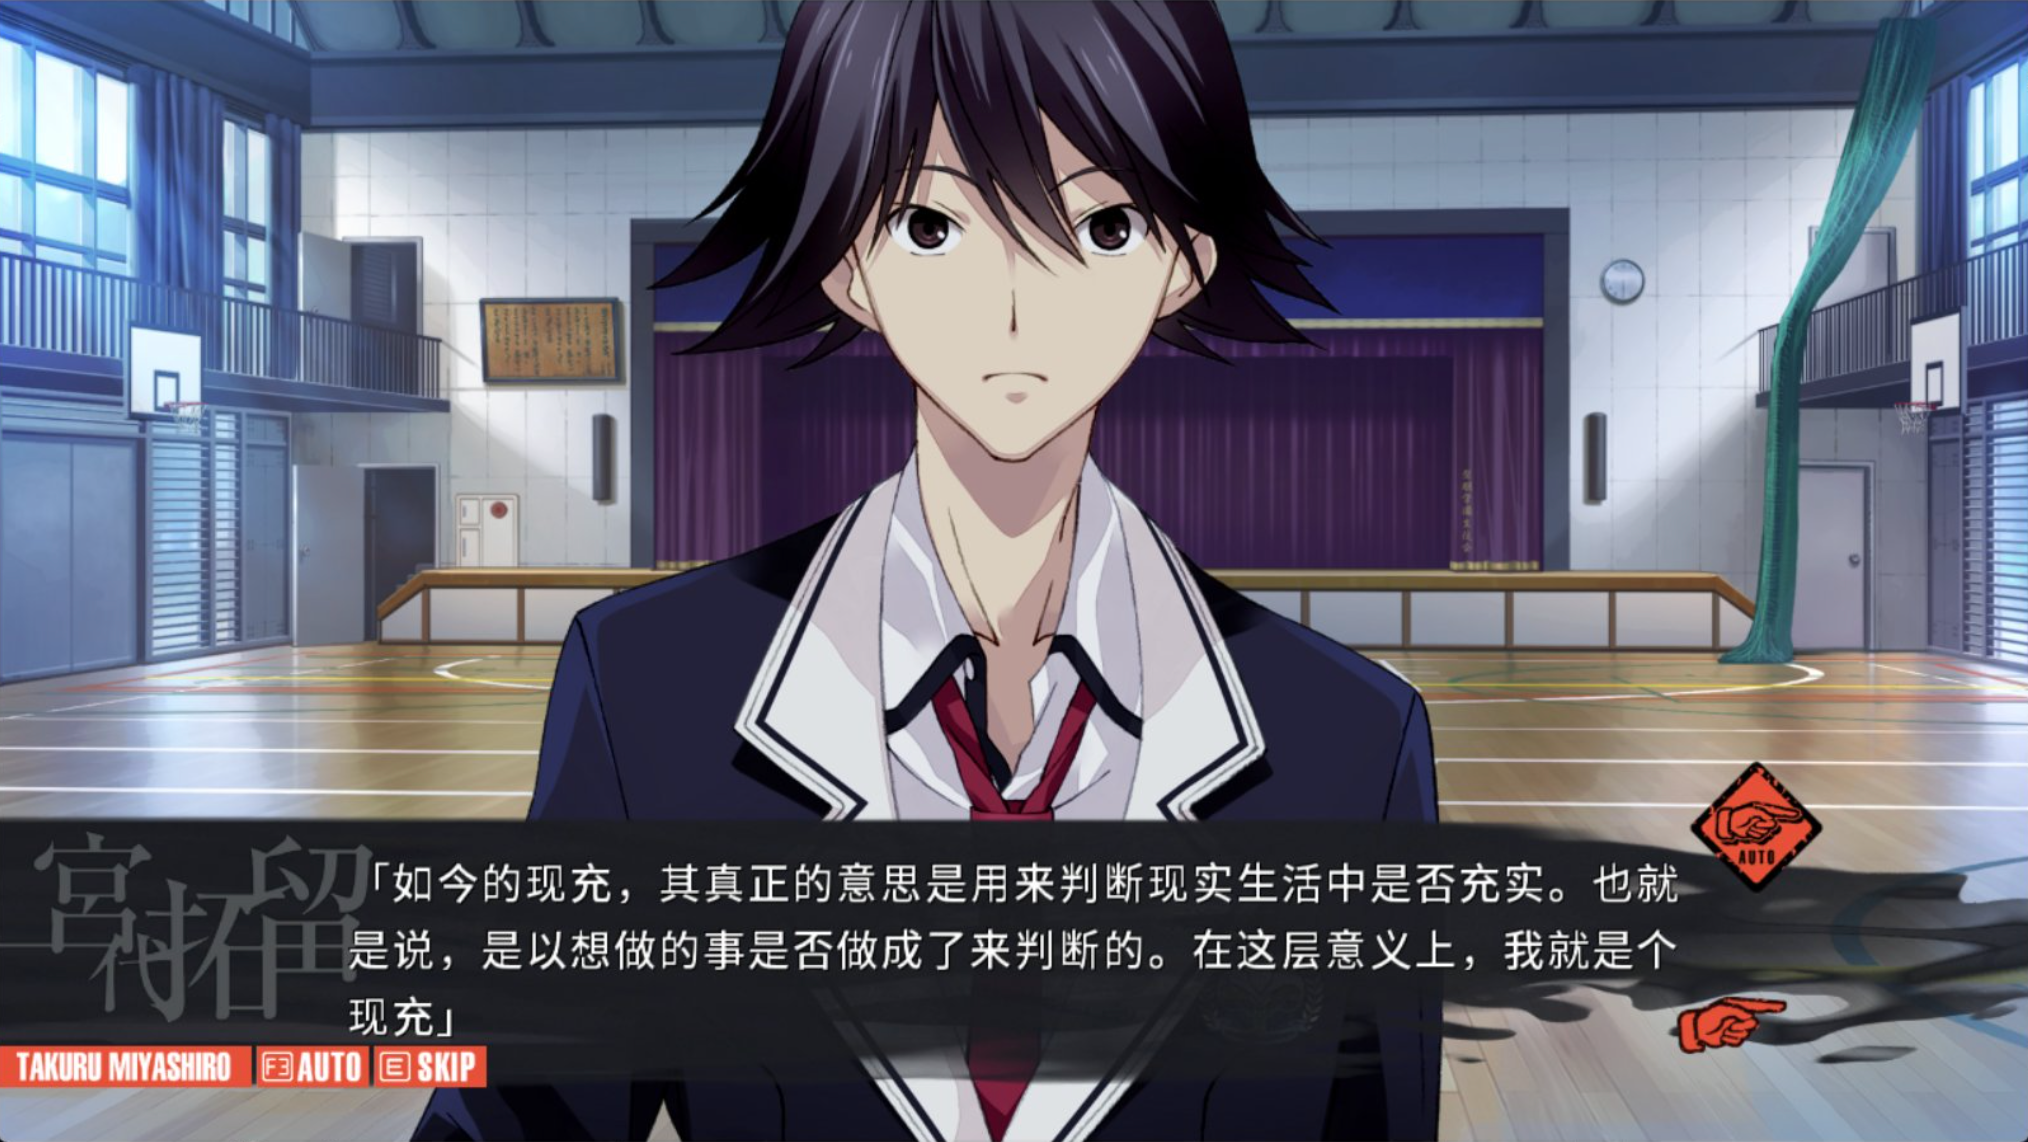 AUTO
宮代拓留
「如今的现充，其真正的意思是用来判断现实生活中是否充实。也就
是说，是以想做的事是否做成了来判断的。在这层意义上，我就是个
现充」
TAKURU MIYASHIRO F3 AUTO E SKIP